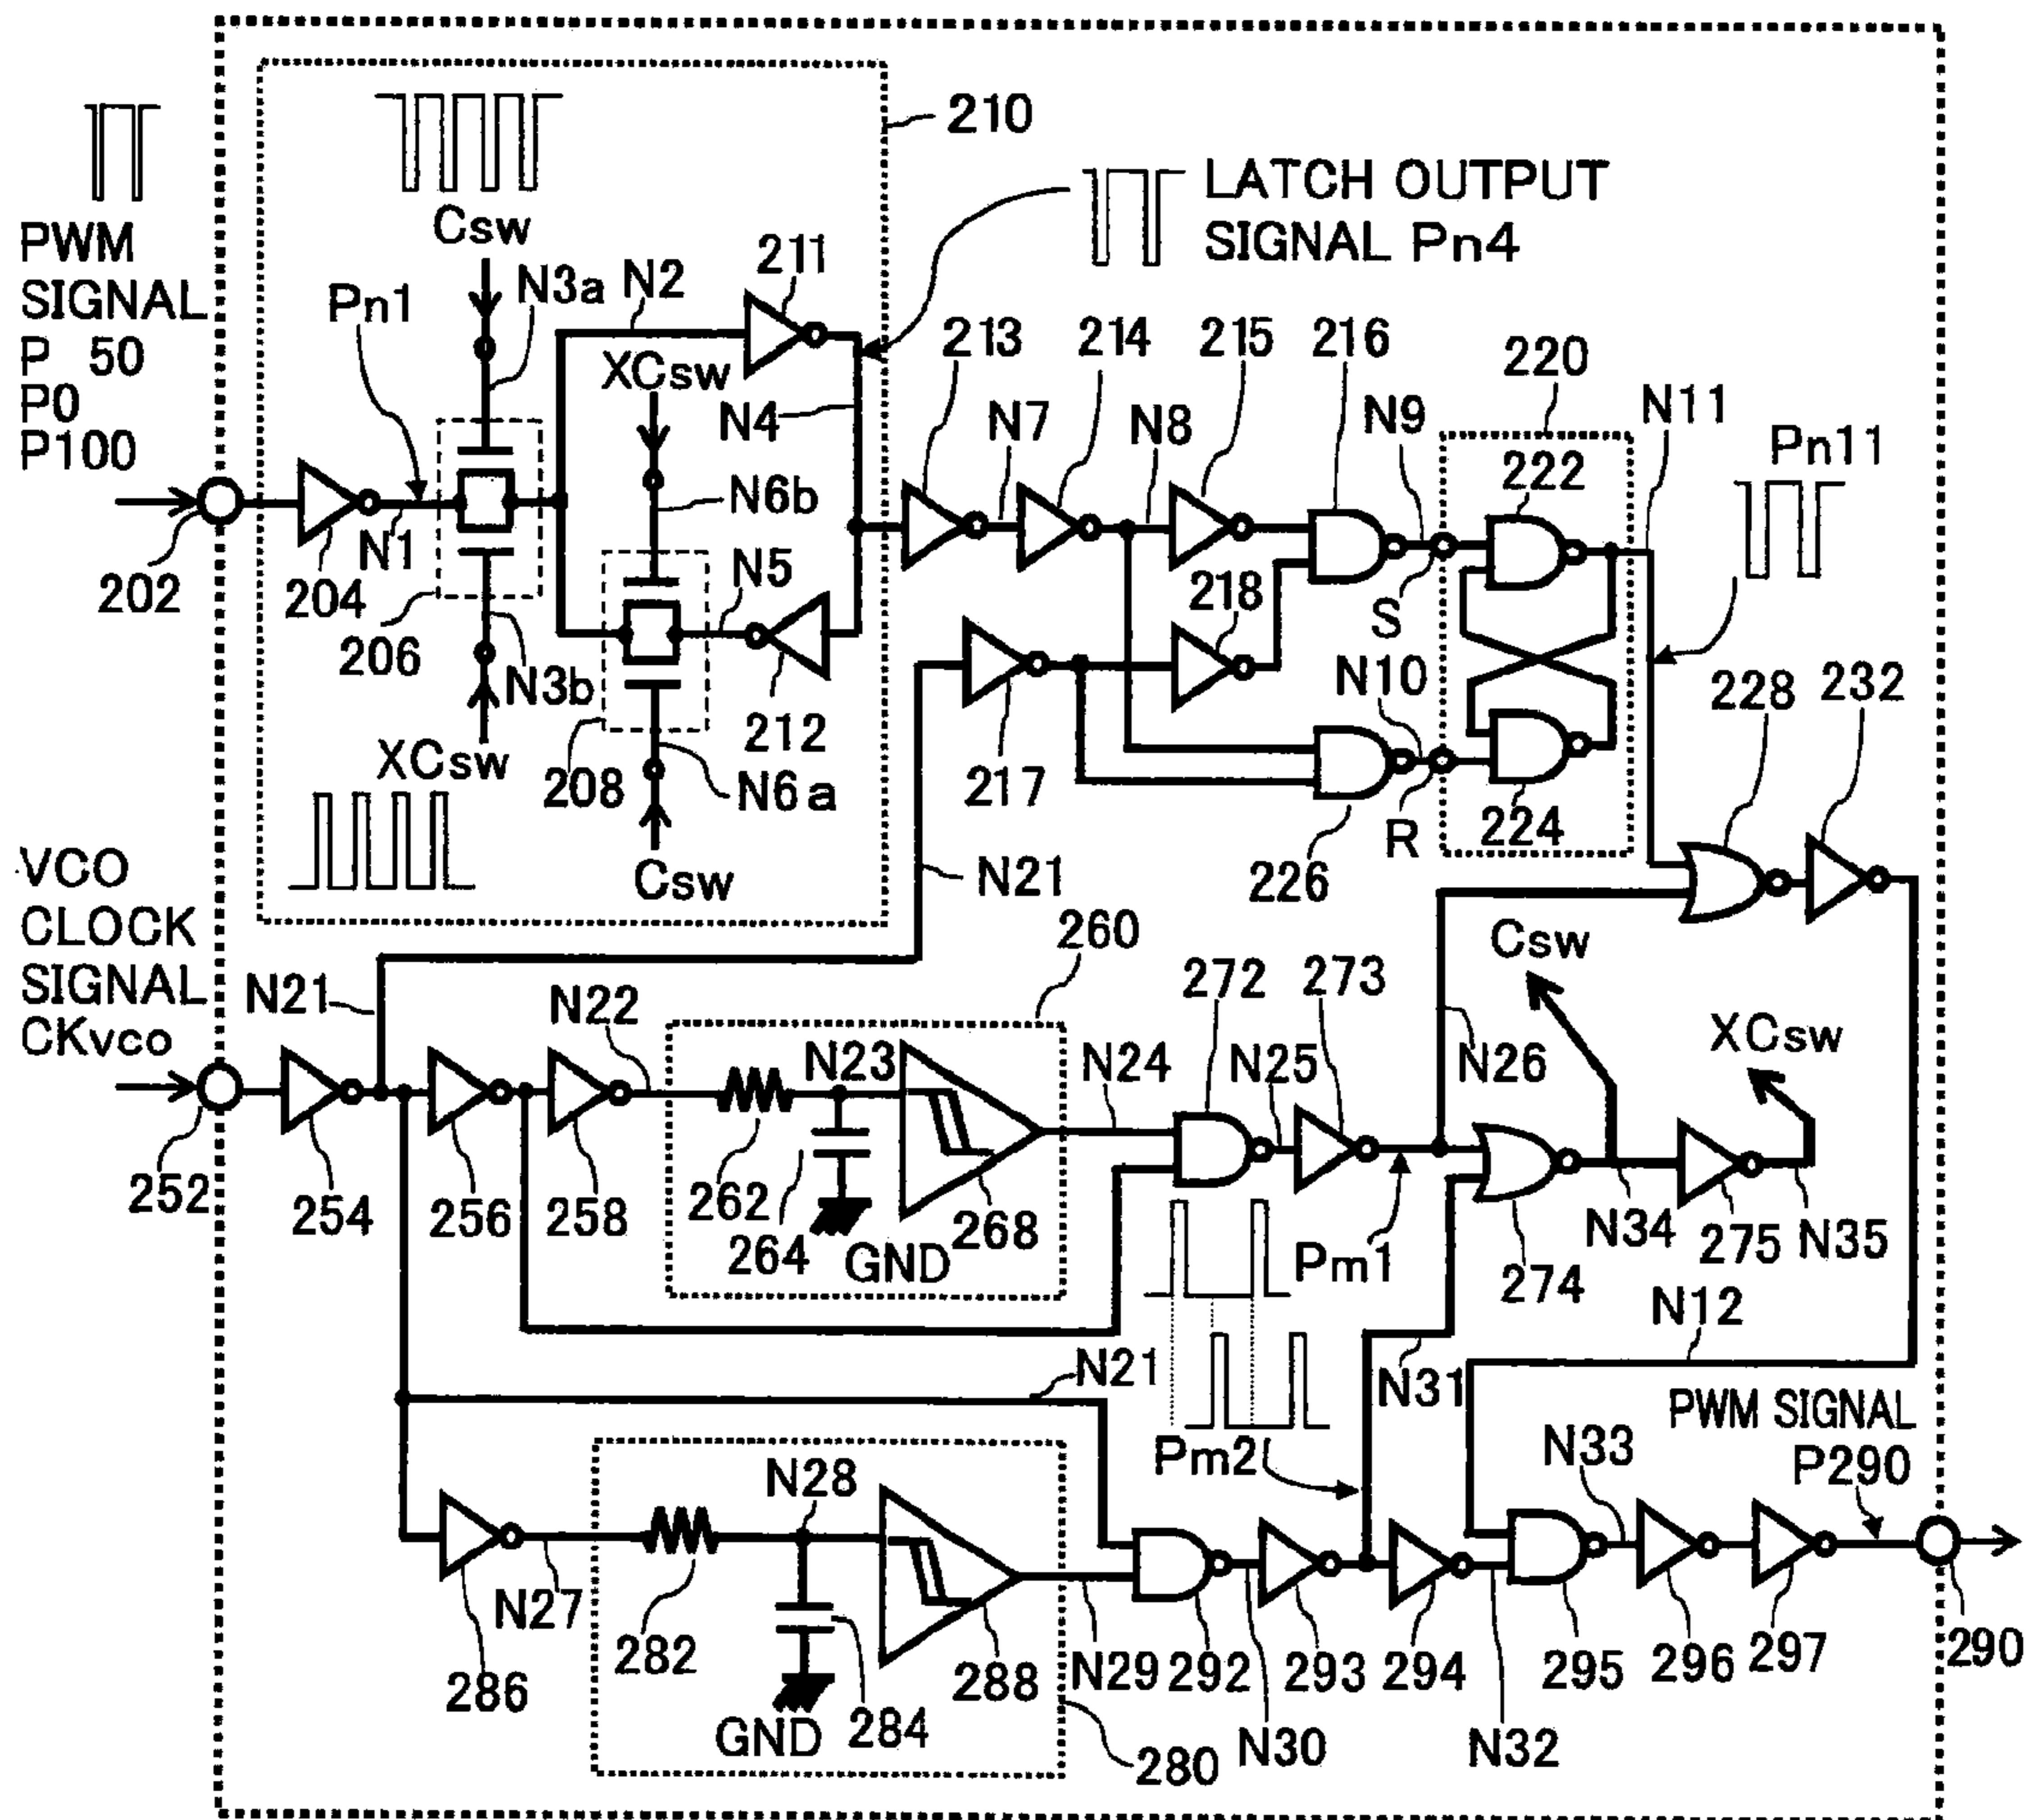 PWM
SIGNAL
P 50
P0
P100
202
Csw
N3a
Pn1
N1
204
206
N3b
XCsw
210
N2
211
XCsw
N4
N6b
N5
212
208
N6a
Csw
LATCH OUTPUT
SIGNAL Pn4
213
214
215
216
N7
N8
N9
217
218
S
N10
R
226
N21
220
222
224
N11
Pn11
228
232
VCO
CLOCK
SIGNAL
CKvco
252
N21
254
256
258
N22
260
262
N23
264
GND
268
N24
272
N25
273
Pm1
N26
Csw
XCsw
274
N34
275
N35
N12
N21
N31
Pm2
286
N27
282
N28
284
GND
288
280
N29
292
N30
293
294
N32
295
N33
296
297
PWM SIGNAL
P290
290